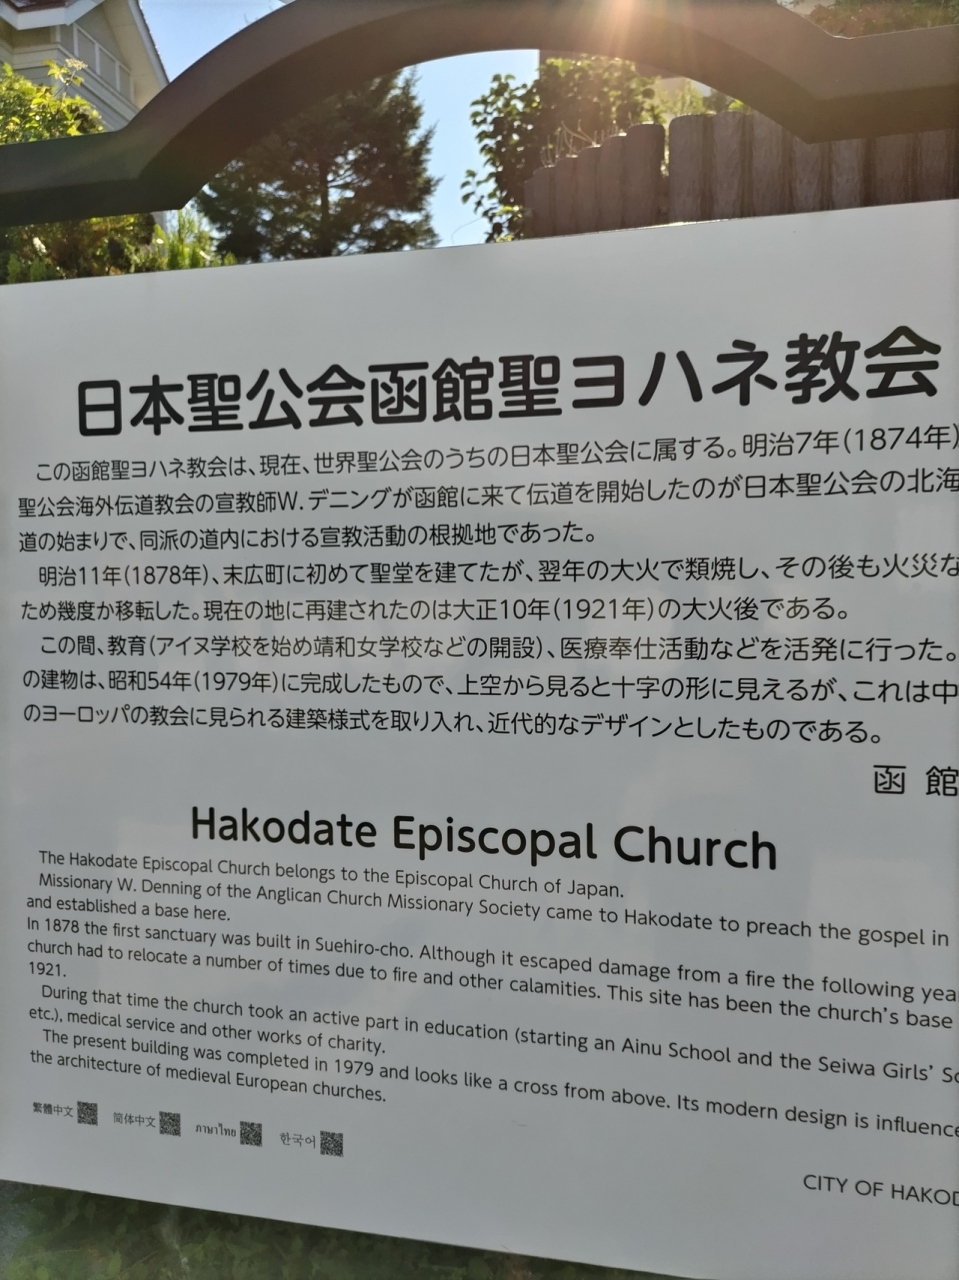 日本聖公会函館聖ヨハネ教会
この函館聖ヨハネ教会は、現在、世界聖公会のうちの日本聖公会に属する。明治7年(1874年)
聖公会海外伝道教会の宣教師W.デニングが函館に来て伝道を開始したのが日本聖公会の北海
道の始まりで、同派の道内における宣教活動の根拠地であった。
明治11年(1878年)、末広町に初めて聖堂を建てたが、翌年の大火で類焼し、その後も火災な
ため幾度か移転した。現在の地に再建されたのは大正10年(1921年)の大火後である。
この間、教育(アイヌ学校を始め靖和女学校などの開設)、医療奉仕活動などを活発に行った。
の建物は、昭和54年(1979年)に完成したもので、上空から見ると十字の形に見えるが、これは中
のヨーロッパの教会に見られる建築様式を取り入れ、近代的なデザインとしたものである。
函館
Hakodate Episcopal Church
The Hakodate Episcopal Church belongs to the Episcopal Church of Japan.
Missionary W. Denning of the Anglican Church Missionary Society came to Hakodate to preach the gospel in
and established a base here.
In 1878 the first sanctuary was built in Suehiro-cho. Although it escaped damage from a fire the following yea
church had to relocate a number of times due to fire and other calamities. This site has been the church's base
1921.
During that time the church took an active part in education (starting an Ainu School and the Seiwa Girls' Sc
etc.), medical service and other works of charity.
The present building was completed in 1979 and looks like a cross from above. Its modern design is influence
the architecture of medieval European churches.
繁體中文 简体中文 ภาษาไทย 한국어
CITY OF HAKOD